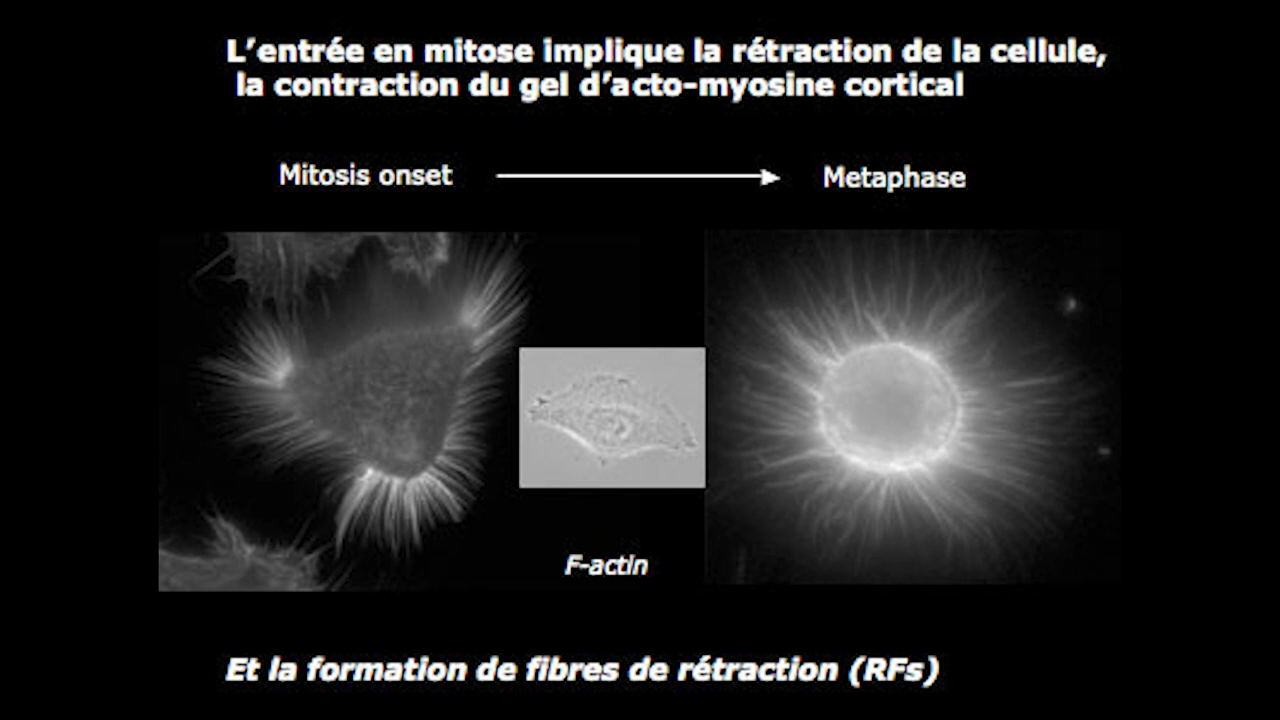 L’entrée en mitose implique la rétraction de la cellule,
la contraction du gel d’acto-myosine cortical
Mitosis onset
Metaphase
F-actin
Et la formation de fibres de rétraction (RFs)